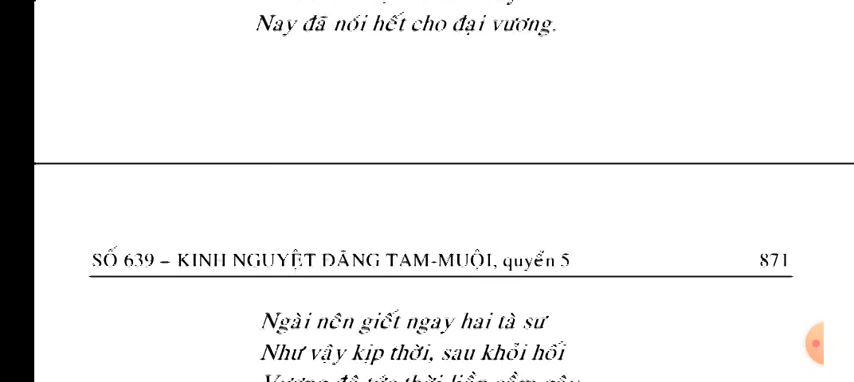 Nay đã nói hết cho đại vương.
SỐ 639 – KINH NGUYỆT ĐĂNG TAM-MUỘI, quyển 5 871
Ngài nên giết ngay hai tà sư
Như vậy kịp thời, sau khỏi hối